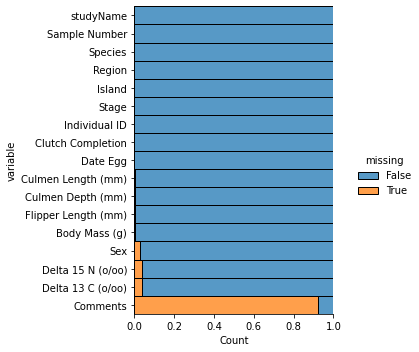 studyName
Sample Number
Species
Region
Island
Stage
Individual ID
Clutch Completion
Date Egg
Culmen Length (mm)
Culmen Depth (mm)
Flipper Length (mm)
Body Mass (g)
Sex
Delta 15 N (o/oo)
Delta 13 C (o/oo)
Comments
variable
0.0 0.2 0.4 0.6 0.8 1.0
Count
missing
False
True